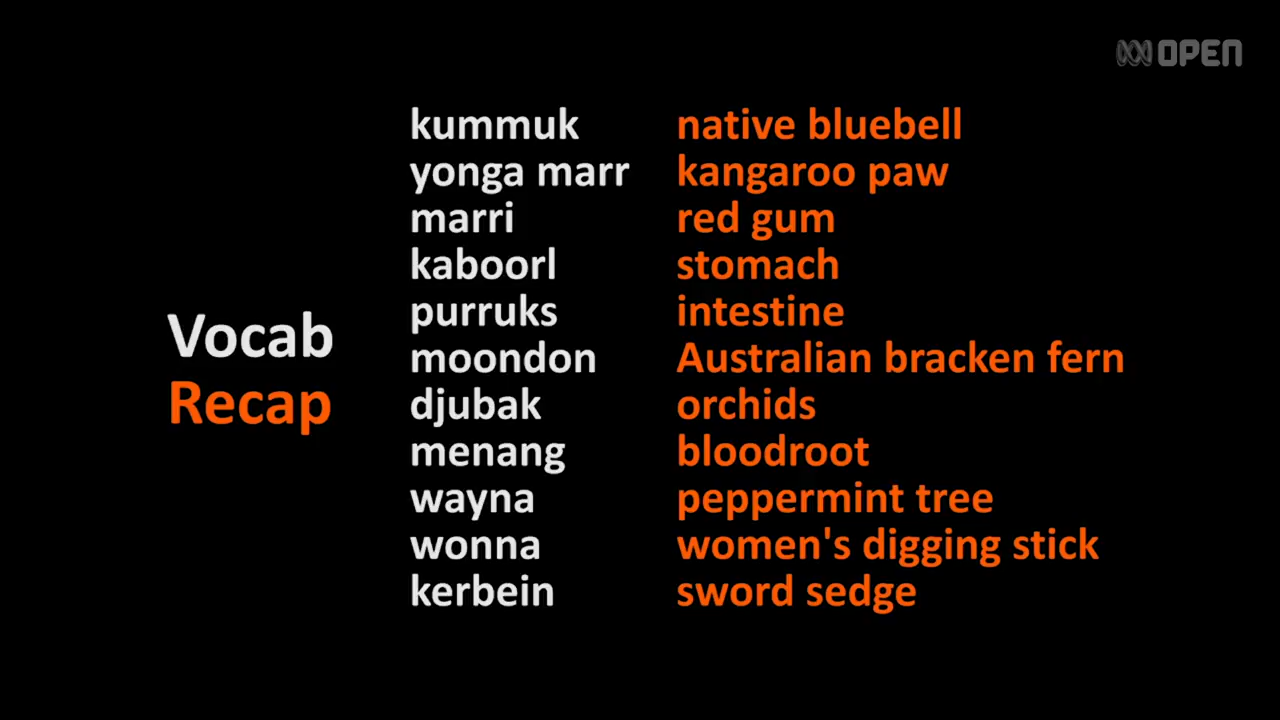 OPEN
Vocab
Recap
kummuk native bluebell
yonga marr kangaroo paw
marri red gum
kaboorl stomach
purruks intestine
moondon Australian bracken fern
djubak orchids
menang bloodroot
wayna peppermint tree
wonna women's digging stick
kerbein sword sedge